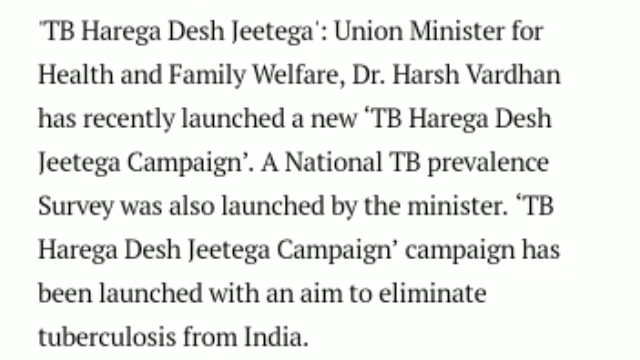 'TB Harega Desh Jeetega': Union Minister for
Health and Family Welfare, Dr. Harsh Vardhan
has recently launched a new ‘TB Harega Desh
Jeetega Campaign’. A National TB prevalence
Survey was also launched by the minister. ‘TB
Harega Desh Jeetega Campaign’ campaign has
been launched with an aim to eliminate
tuberculosis from India.